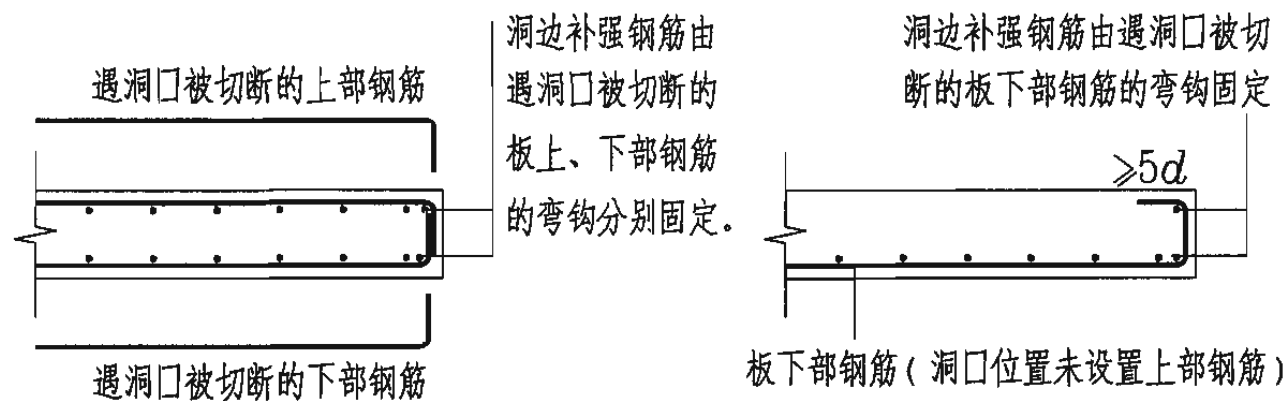 遇洞口被切断的上部钢筋
洞边补强钢筋由
遇洞口被切断的
板上、下部钢筋
的弯钩分别固定。
遇洞口被切断的下部钢筋
洞边补强钢筋由遇洞口被切
断的板下部钢筋的弯钩固定
≥5d
板下部钢筋(洞口位置未设置上部钢筋)